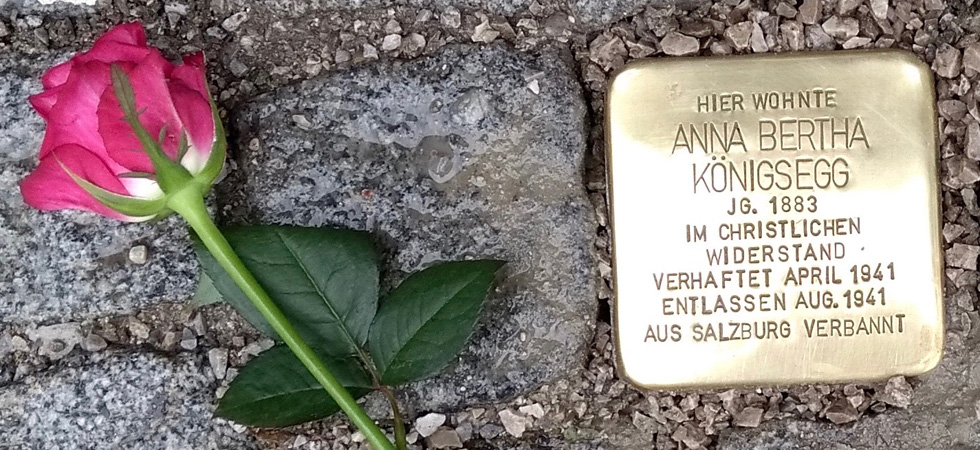 HIER WOHNTE
ANNA BERTHA
KÖNIGSEGG
JG. 1883
IM CHRISTLICHEN
WIDERSTAND
VERHAFTET APRIL 1941
ENTLASSEN AUG. 1941
AUS SALZBURG VERBANNT